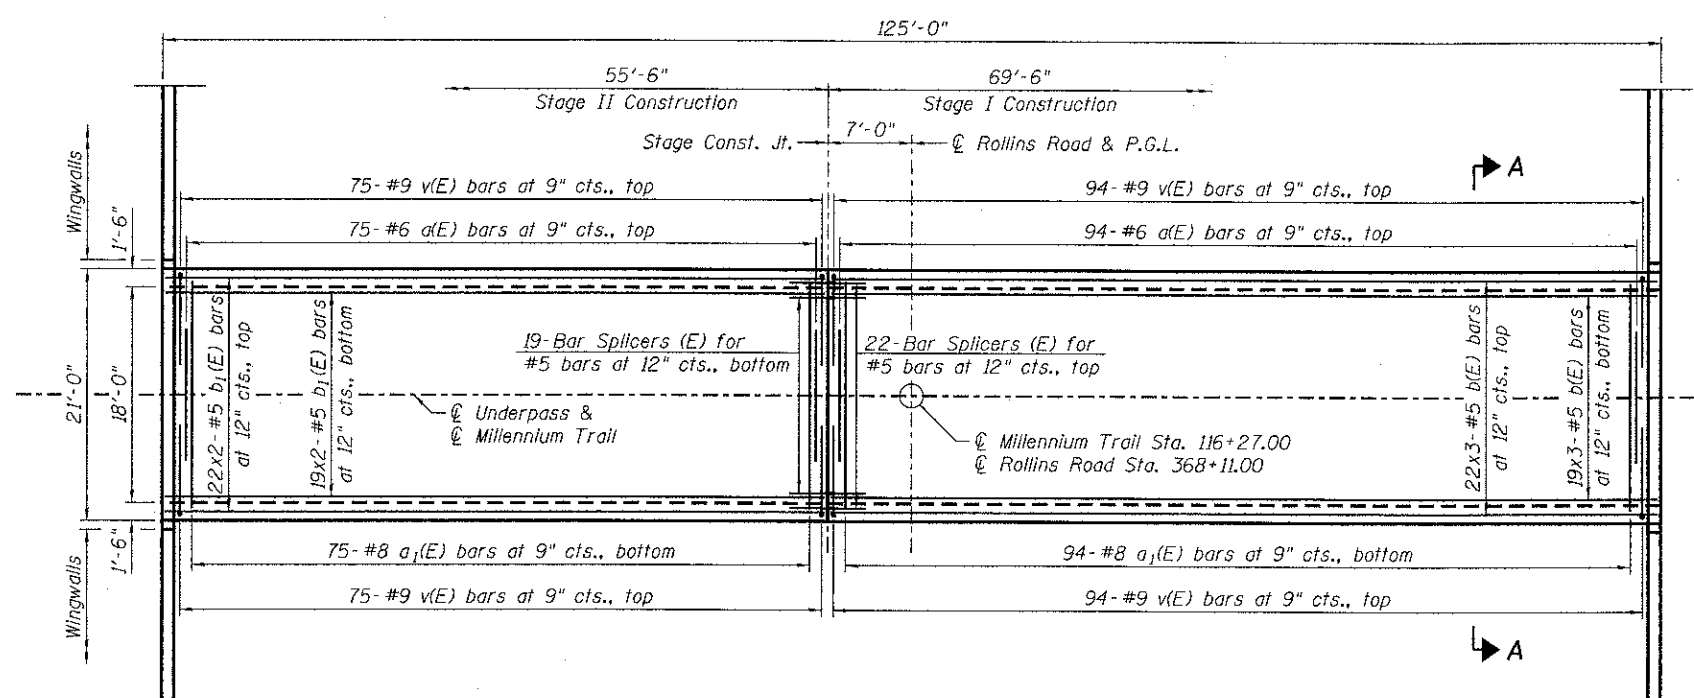 125'-0"
55'-6"
69'-6"
Stage II Construction
Stage I Construction
7'-0"
Stage Const. Jt.
℄ Rollins Road & P.G.L.
A
75-#9 v(E) bars at 9" cts., top
94-#9 v(E) bars at 9" cts., top
Wingwalls
1'-6"
75-#6 a(E) bars at 9" cts., top
94-#6 a(E) bars at 9" cts., top
21'-0"
18'-0"
22x2-#5 b₁(E) bars
at 12" cts., top
19x2-#5 b₁(E) bars
at 12" cts., bottom
19-Bar Splicers (E) for
#5 bars at 12" cts., bottom
22-Bar Splicers (E) for
#5 bars at 12" cts., top
22x3-#5 b(E) bars
at 12" cts., top
19x3-#5 b(E) bars
at 12" cts., bottom
℄ Underpass &
℄ Millennium Trail
℄ Millennium Trail Sta. 116+27.00
℄ Rollins Road Sta. 368+11.00
Wingwalls
1'-6"
75-#8 a₁(E) bars at 9" cts., bottom
94-#8 a₁(E) bars at 9" cts., bottom
75-#9 v(E) bars at 9" cts., top
94-#9 v(E) bars at 9" cts., top
A